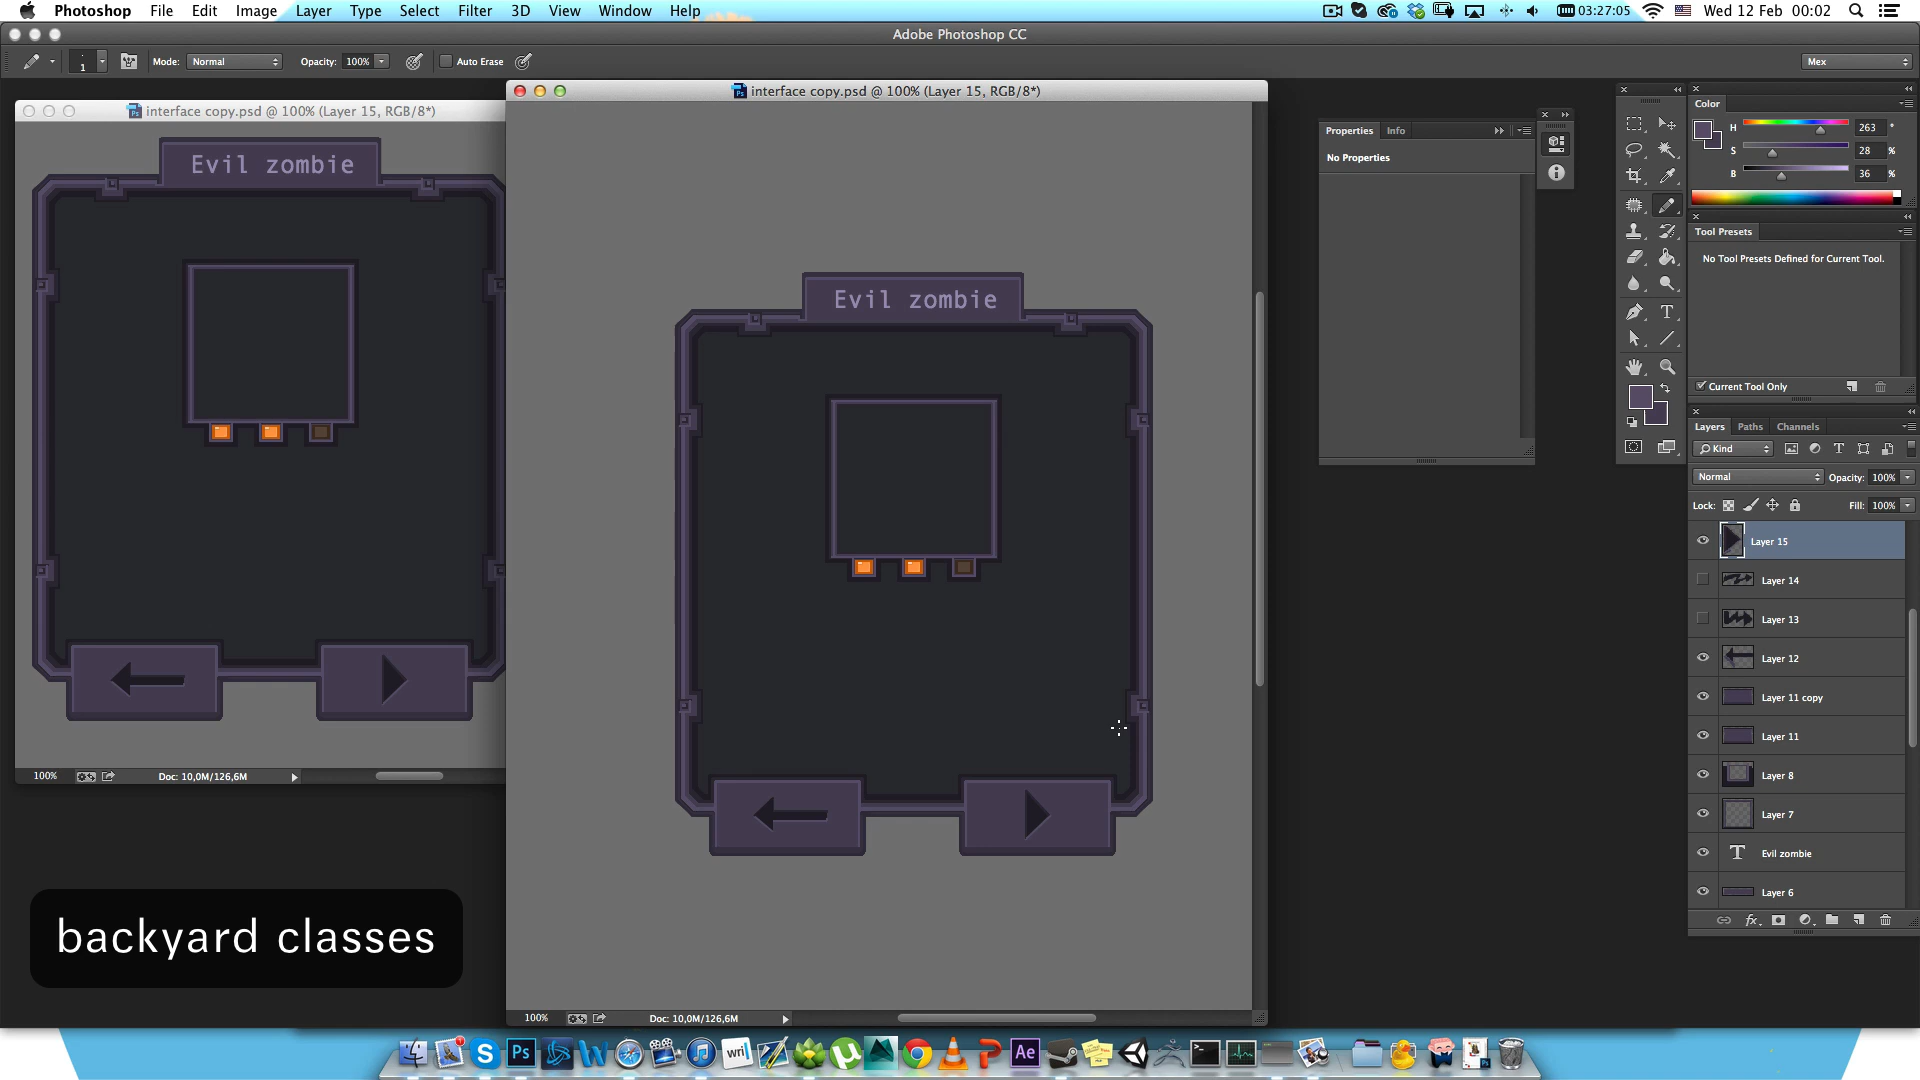 Photoshop File Edit Image Layer Type Select Filter 3D View Window Help 03:27:05 Wed 12 Feb 00:02
Adobe Photoshop CC
1 Mode: Normal Opacity: 100% Auto Erase Mex
interface copy.psd @ 100% (Layer 15, RGB/8*)
Evil zombie
100% Doc: 10,0M/126,6M
interface copy.psd @ 100% (Layer 15, RGB/8*)
Evil zombie
100% Doc: 10,0M/126,6M
backyard classes
Properties Info
No Properties
Color
H 263 °
S 28 %
B 36 %
Tool Presets
No Tool Presets Defined for Current Tool.
Current Tool Only
Layers Paths Channels
Kind
Normal Opacity: 100%
Lock: Fill: 100%
Layer 15
Layer 14
Layer 13
Layer 12
Layer 11 copy
Layer 11
Layer 8
Layer 7
Evil zombie
Layer 6
Ps
wri
Ae